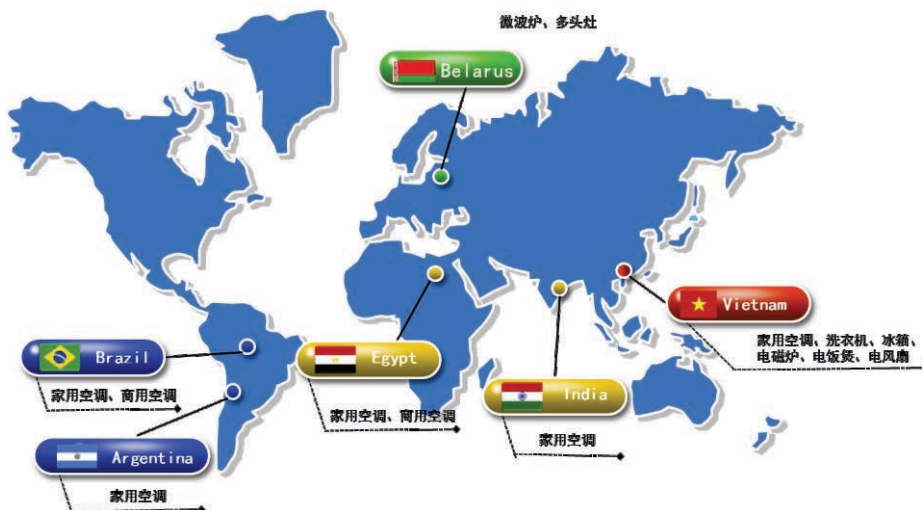 微波炉、多头灶
Belarus
Vietnam
家用空调、洗衣机、冰箱、
电磁炉、电饭煲、电风扇
Brazil
家用空调、商用空调
Egypt
家用空调、商用空调
India
家用空调
Argentina
家用空调